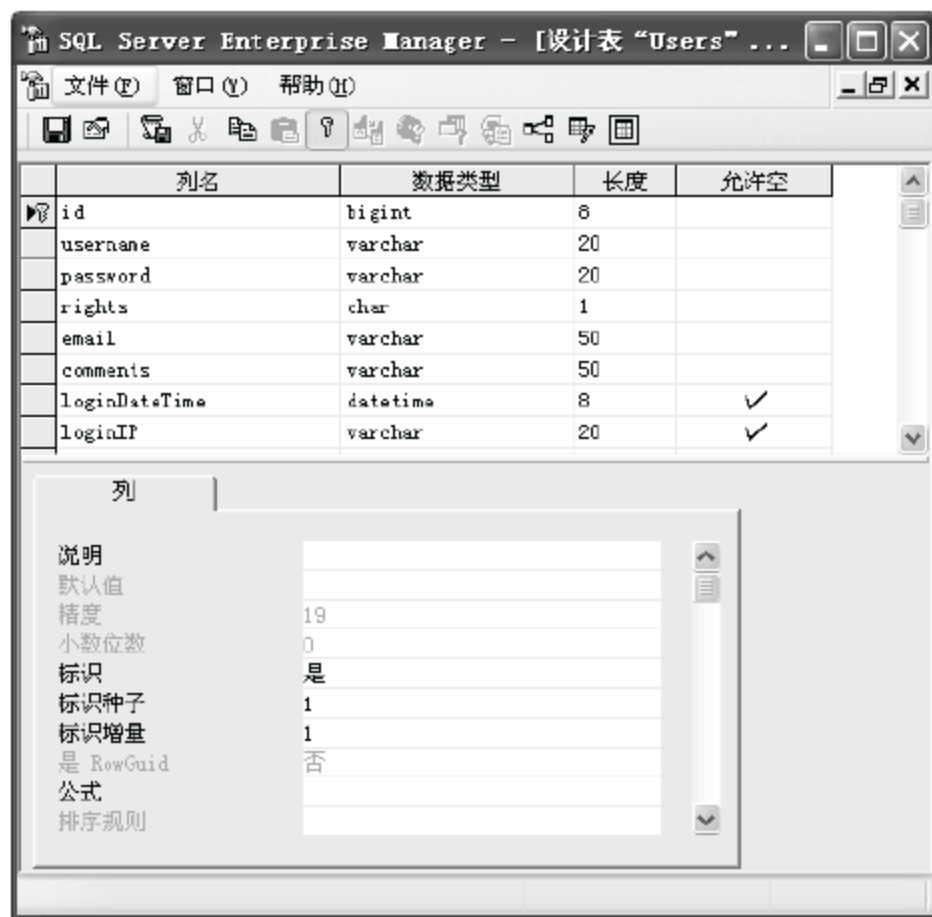 SQL Server Enterprise Manager - [设计表 “Users” ...
文件(F) 窗口(Y) 帮助(H)
列名 数据类型 长度 允许空
id bigint 8
username varchar 20
password varchar 20
rights char 1
email varchar 50
comments varchar 50
loginDateTime datetime 8
loginIP varchar 20
列
说明
默认值
精度 19
小数位数 0
标识 是
标识种子 1
标识增量 1
是 RowGuid 否
公式
排序规则